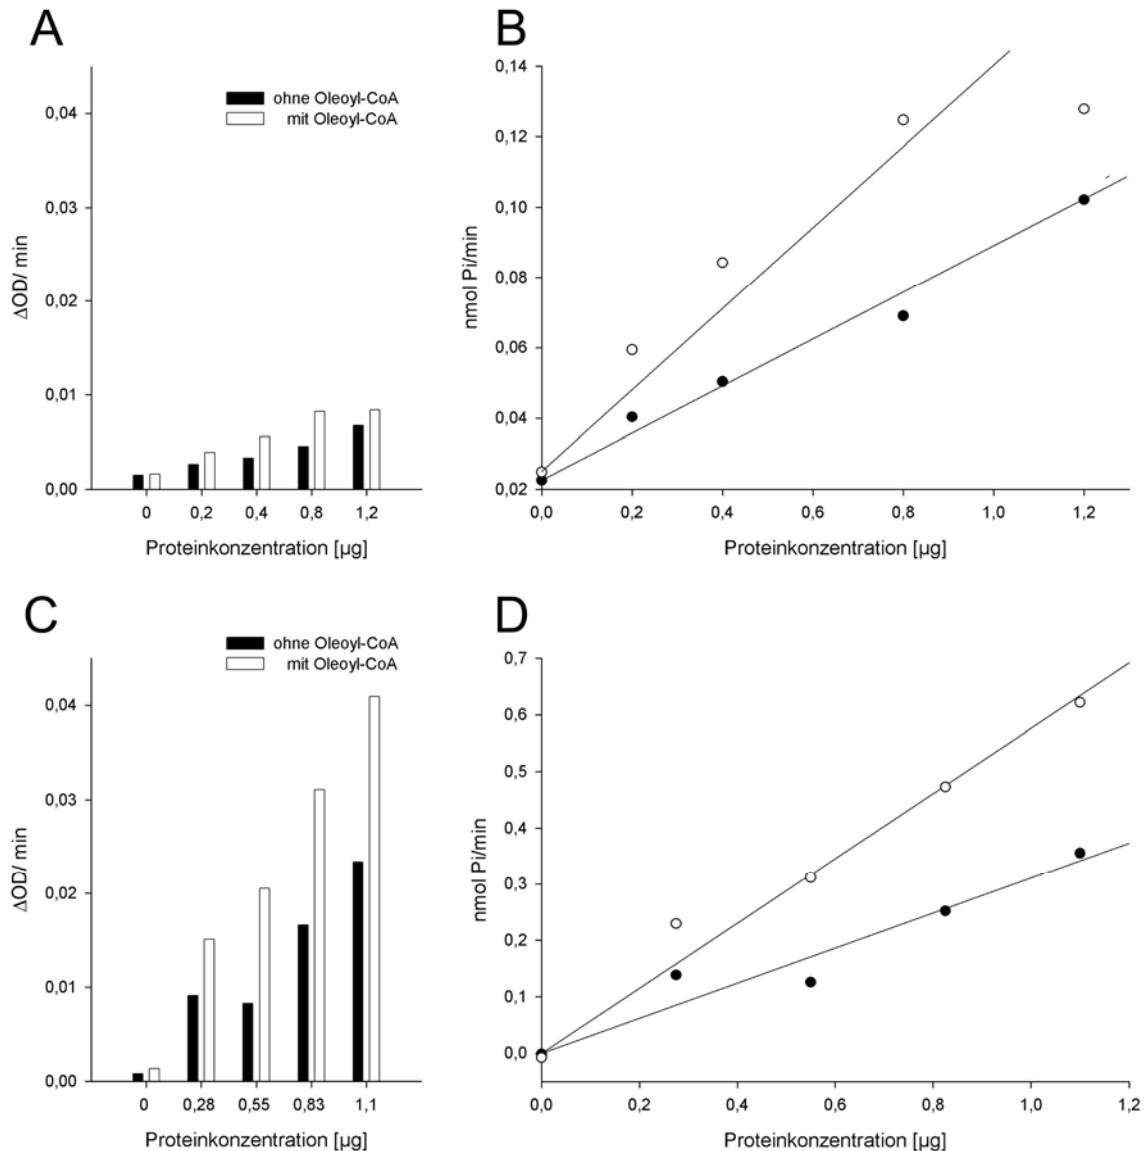 A
ohne Oleoyl-CoA
mit Oleoyl-CoA
0,04
0,03
0,02
0,01
0,00
ΔOD/ min
0 0,2 0,4 0,8 1,2
Proteinkonzentration [µg]
B
0,14
0,12
0,10
0,08
0,06
0,04
0,02
nmol Pi/min
0,0 0,2 0,4 0,6 0,8 1,0 1,2
Proteinkonzentration [µg]
C
ohne Oleoyl-CoA
mit Oleoyl-CoA
0,04
0,03
0,02
0,01
0,00
ΔOD/ min
0 0,28 0,55 0,83 1,1
Proteinkonzentration [µg]
D
0,7
0,6
0,5
0,4
0,3
0,2
0,1
0,0
nmol Pi/min
0,0 0,2 0,4 0,6 0,8 1,0 1,2
Proteinkonzentration [µg]